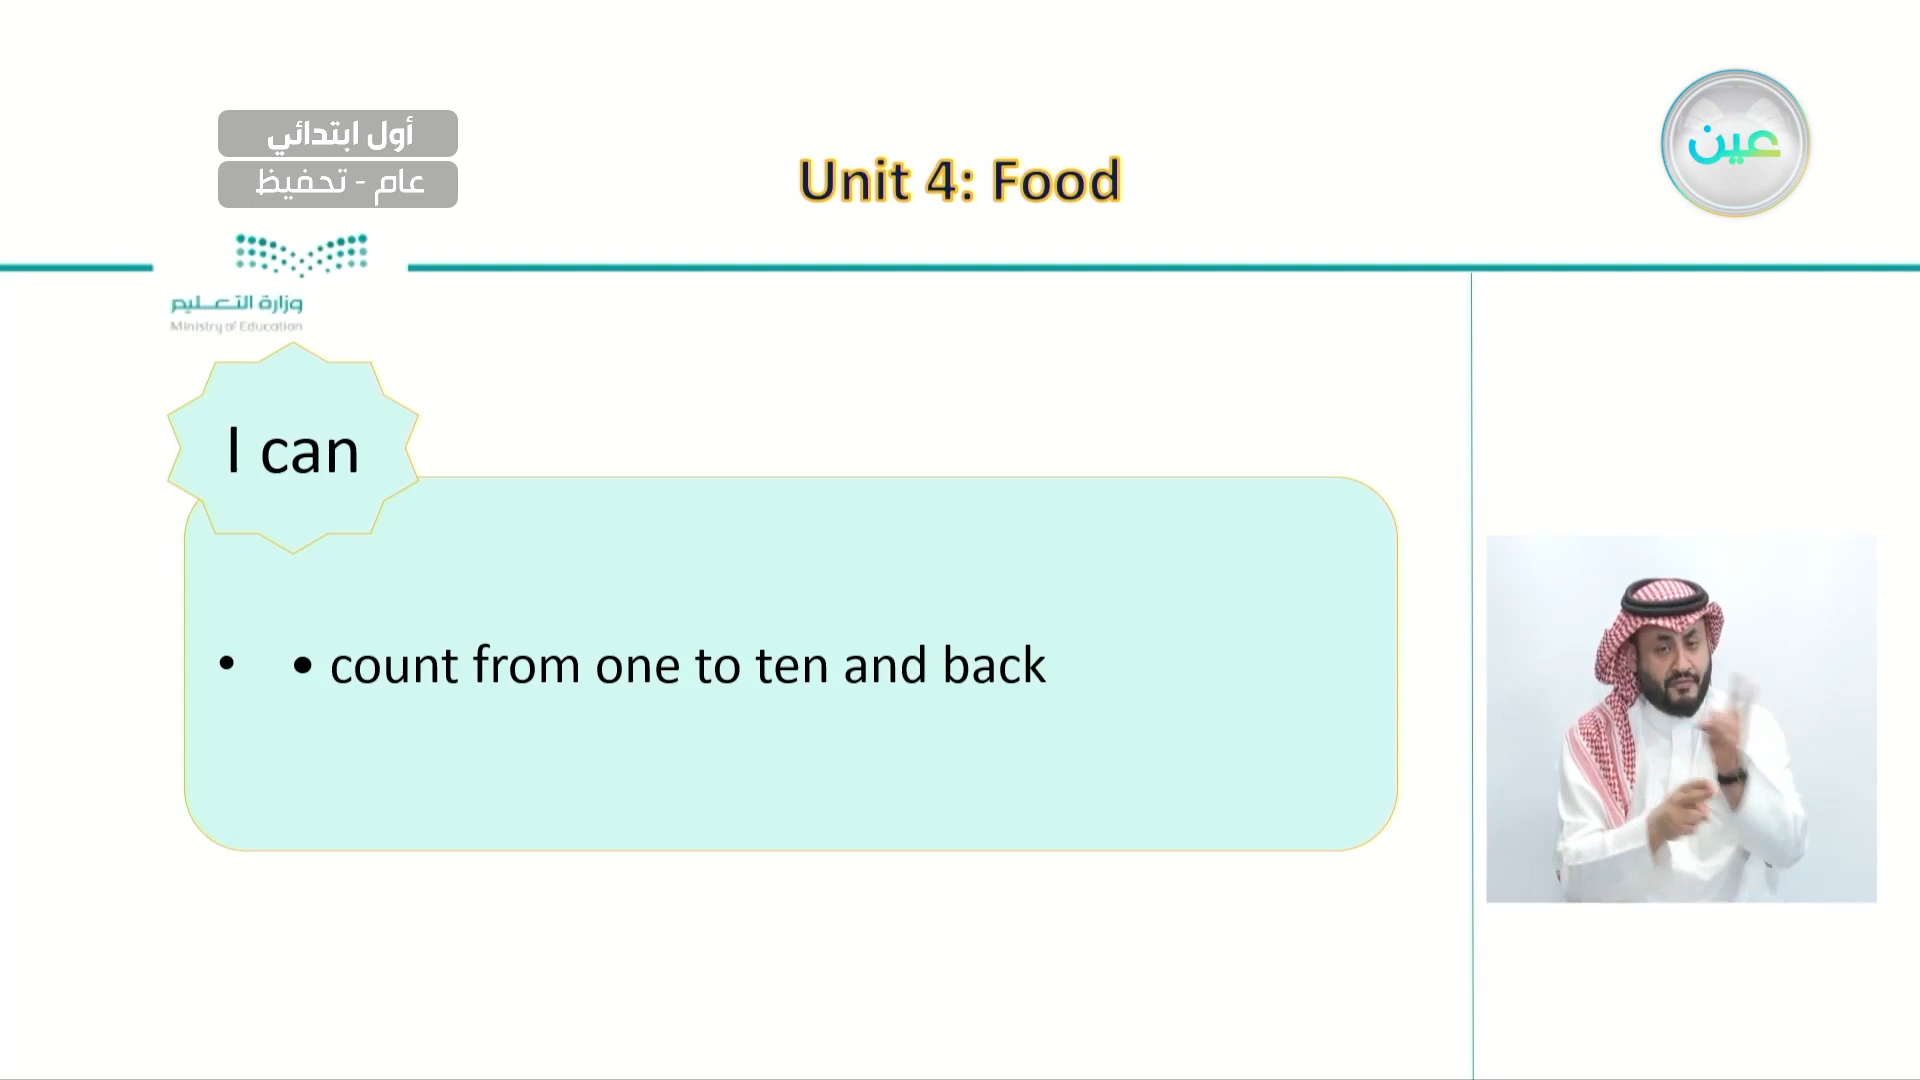 أول ابتدائي
عام - تحفيظ
Unit 4: Food
عين
وزارة التعليم
Ministry of Education
I can
• • count from one to ten and back